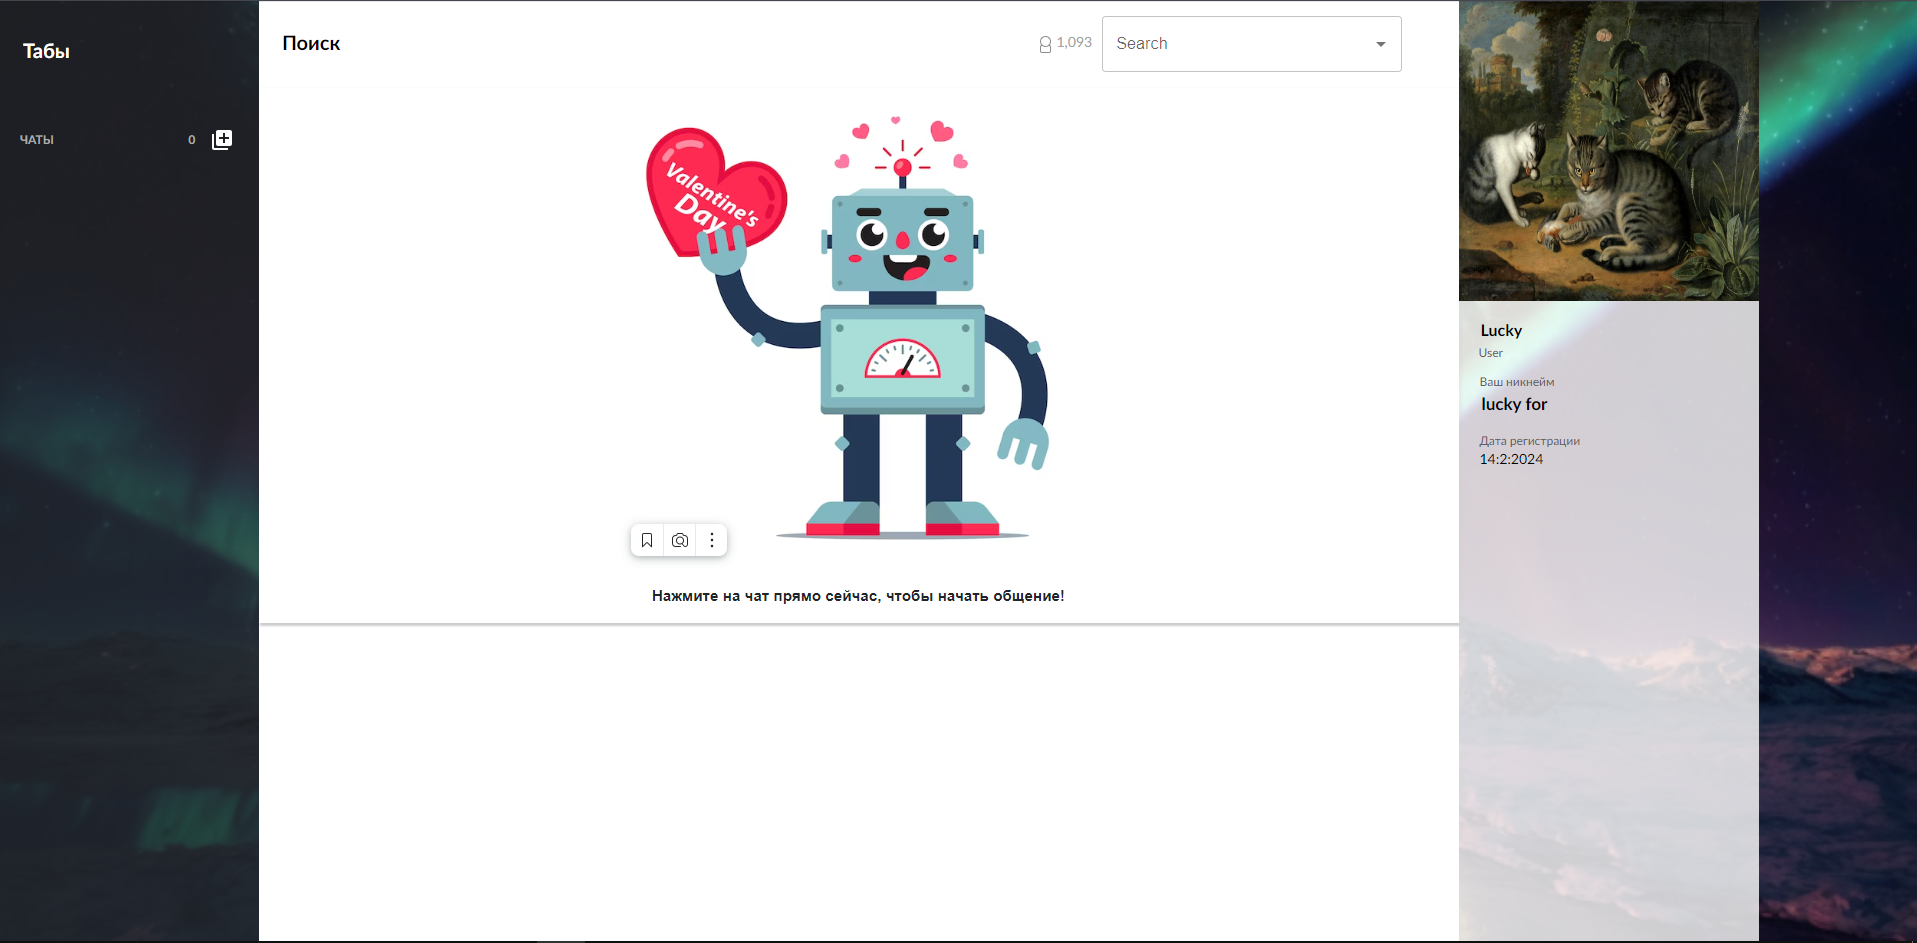 Табы
ЧАТЫ 0
Поиск
1,093
Search
Valentine's
Day
Нажмите на чат прямо сейчас, чтобы начать общение!
Lucky
User
Ваш никнейм
lucky for
Дата регистрации
14:2:2024